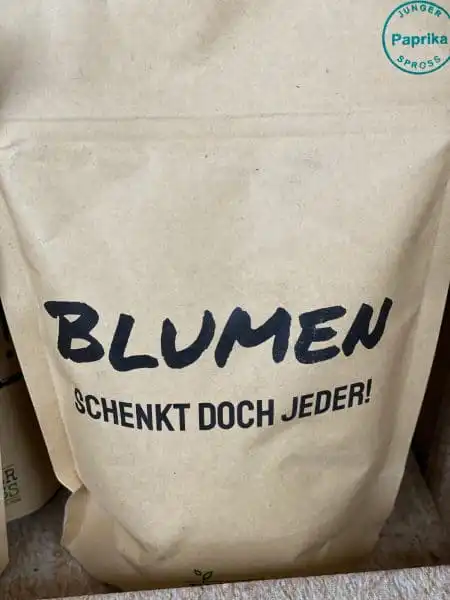 JUNGER
Paprika
SPROSS
BLUMEN
SCHENKT DOCH JEDER!